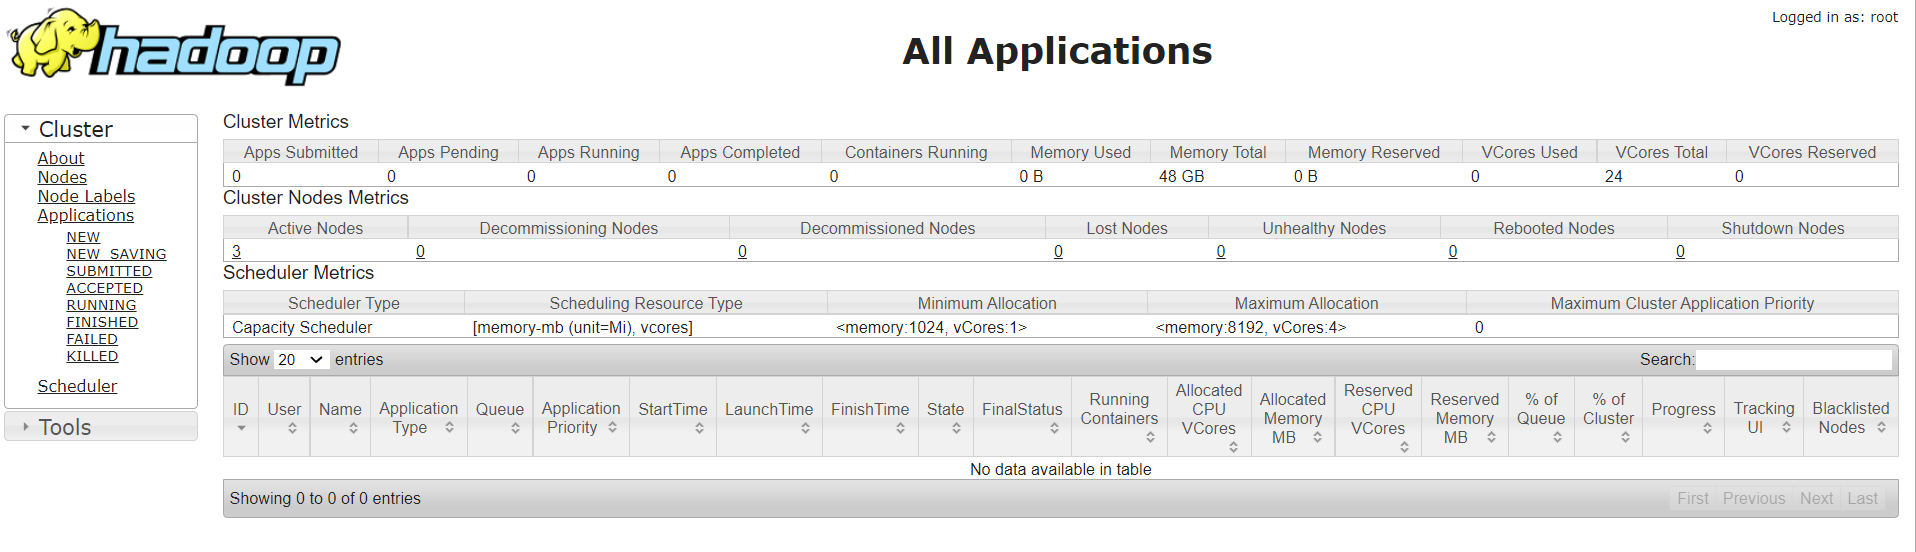 Logged in as: root
hadoop
All Applications
Cluster
About
Nodes
Node Labels
Applications
NEW
NEW_SAVING
SUBMITTED
ACCEPTED
RUNNING
FINISHED
FAILED
KILLED
Scheduler
Tools
Cluster Metrics
Apps Submitted Apps Pending Apps Running Apps Completed Containers Running Memory Used Memory Total Memory Reserved VCores Used VCores Total VCores Reserved
0 0 0 0 0 0 B 48 GB 0 B 0 24 0
Cluster Nodes Metrics
Active Nodes Decommissioning Nodes Decommissioned Nodes Lost Nodes Unhealthy Nodes Rebooted Nodes Shutdown Nodes
3 0 0 0 0 0 0
Scheduler Metrics
Scheduler Type Scheduling Resource Type Minimum Allocation Maximum Allocation Maximum Cluster Application Priority
Capacity Scheduler [memory-mb (unit=Mi), vcores] <memory:1024, vCores:1> <memory:8192, vCores:4> 0
Show 20 entries Search:
ID User Name Application Type Queue Application Priority StartTime LaunchTime FinishTime State FinalStatus Running Containers Allocated CPU VCores Allocated Memory MB Reserved CPU VCores Reserved Memory MB % of Queue % of Cluster Progress Tracking UI Blacklisted Nodes
No data available in table
Showing 0 to 0 of 0 entries First Previous Next Last